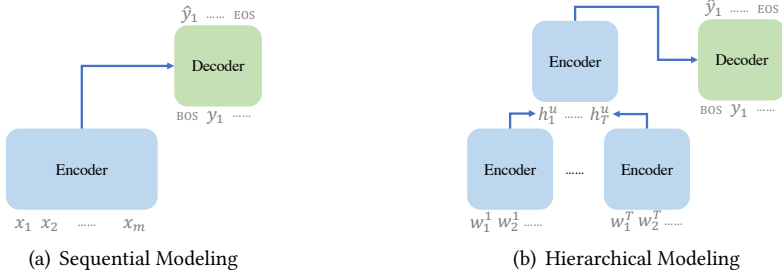 ŷ₁ ...... EOS
Decoder
BOS y₁ ......
Encoder
x₁ x₂ ...... xₘ
(a) Sequential Modeling
ŷ₁ ...... EOS
Encoder
Decoder
BOS y₁ ......
h₁ᵘ ...... h_Tᵘ
Encoder ...... Encoder
w₁¹ w₂¹ ...... w₁ᵀ w₂ᵀ ......
(b) Hierarchical Modeling